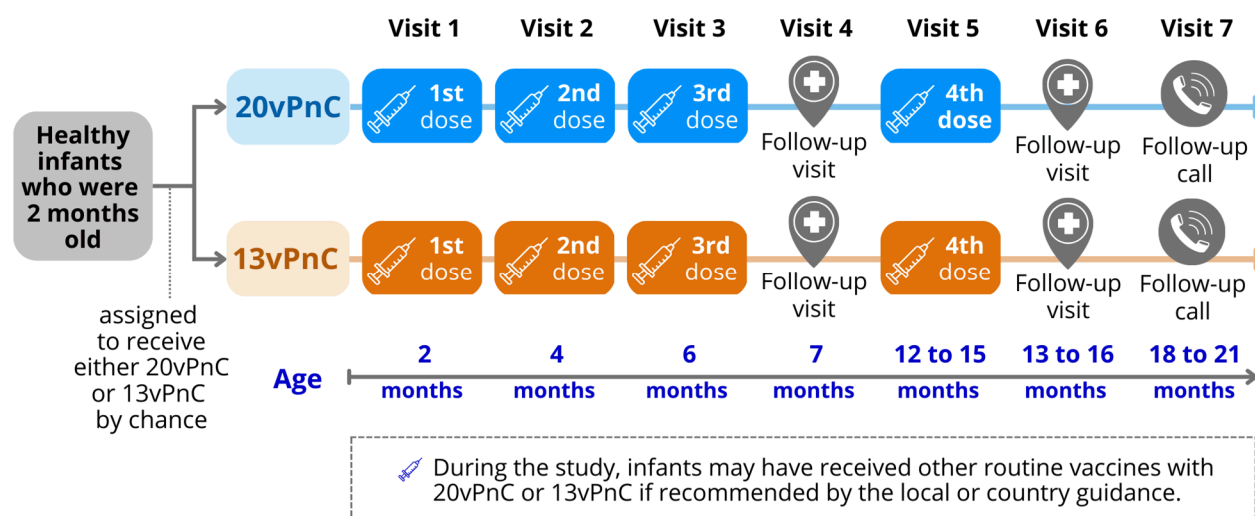 Visit 1 Visit 2 Visit 3 Visit 4 Visit 5 Visit 6 Visit 7
Healthy
infants
who were
2 months
old
20vPnC
1st
dose
2nd
dose
3rd
dose
Follow-up
visit
4th
dose
Follow-up
visit
Follow-up
call
13vPnC
1st
dose
2nd
dose
3rd
dose
Follow-up
visit
4th
dose
Follow-up
visit
Follow-up
call
assigned
to receive
either 20vPnC
or 13vPnC
by chance
Age
2
months
4
months
6
months
7
months
12 to 15
months
13 to 16
months
18 to 21
months
During the study, infants may have received other routine vaccines with
20vPnC or 13vPnC if recommended by the local or country guidance.